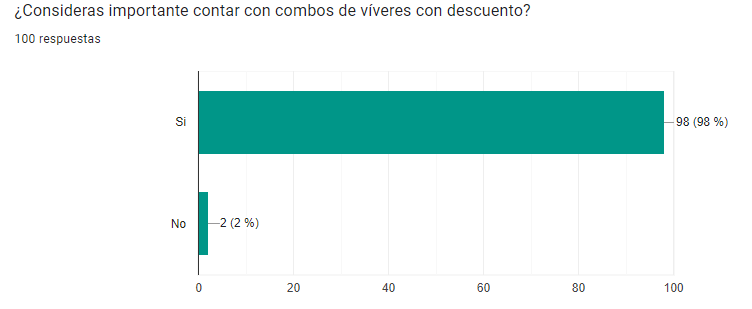 ¿Consideras importante contar con combos de víveres con descuento?
100 respuestas
Si
98 (98 %)
No
2 (2 %)
0 20 40 60 80 100